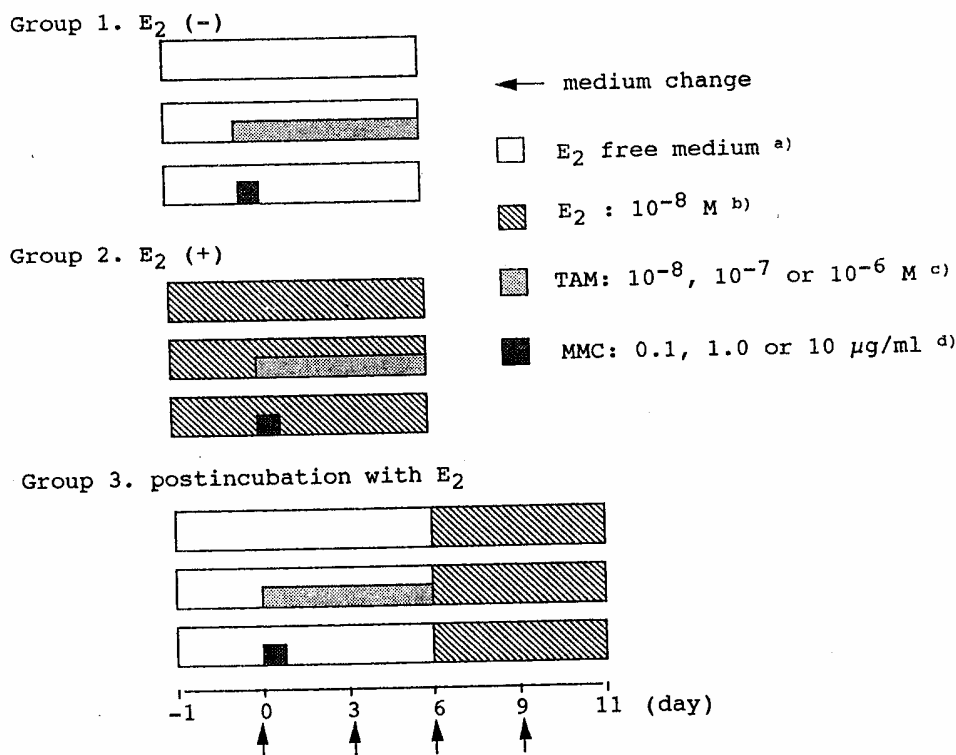 Group 1. E2 (-)
← medium change
E2 free medium a)
E2 : 10-8 M b)
Group 2. E2 (+)
TAM: 10-8, 10-7 or 10-6 M c)
MMC: 0.1, 1.0 or 10 µg/ml d)
Group 3. postincubation with E2
-1 0 3 6 9 11 (day)